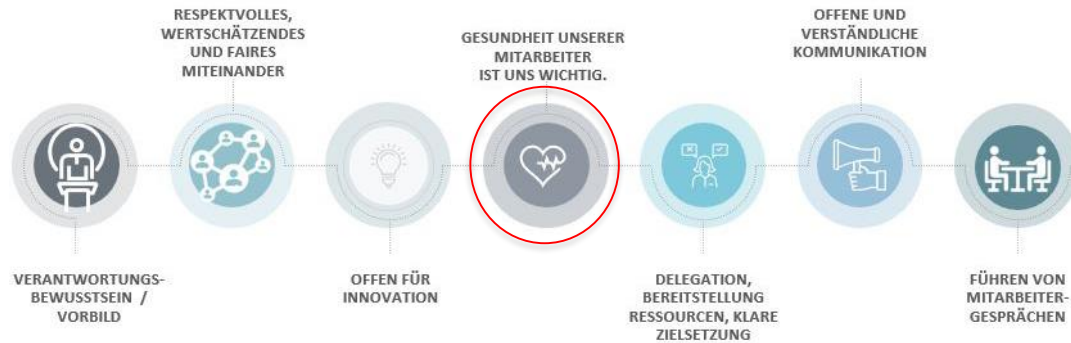 RESPEKTVOLLES,
WERTSCHÄTZENDES
UND FAIRES
MITEINANDER
GESUNDHEIT UNSERER
MITARBEITER
IST UNS WICHTIG.
OFFENE UND
VERSTÄNDLICHE
KOMMUNIKATION
VERANTWORTUNGS-
BEWUSSTSEIN /
VORBILD
OFFEN FÜR
INNOVATION
DELEGATION,
BEREITSTELLUNG
RESSOURCEN, KLARE
ZIELSETZUNG
FÜHREN VON
MITARBEITER-
GESPRÄCHEN